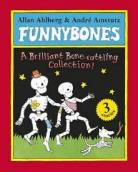 Allan Ahlberg & André Amstutz
FUNNYBONES
A Brilliant Bone-rattling
Collection!
3